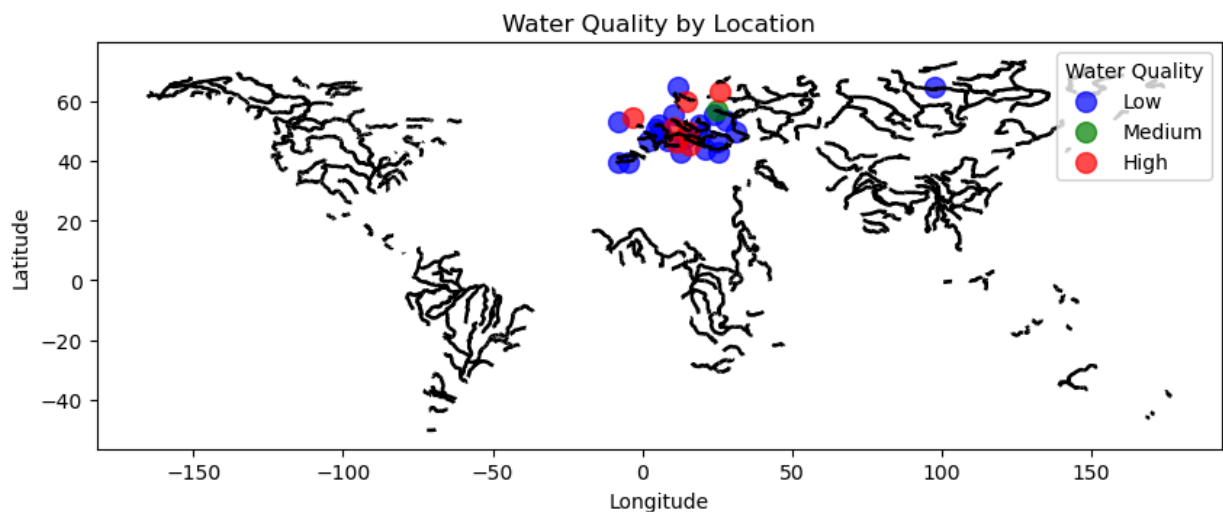 Water Quality by Location
Water Quality
Low
Medium
High
Latitude
60
40
20
0
−20
−40
−150
−100
−50
0
50
100
150
Longitude